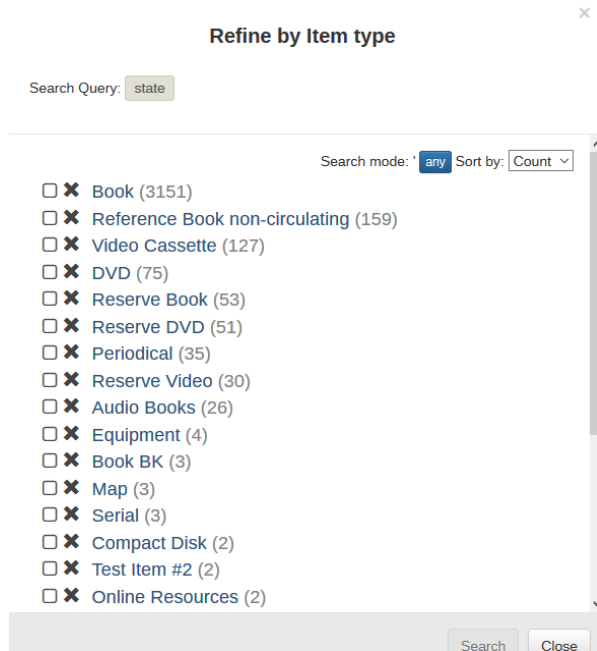 ×
Refine by Item type
Search Query: state
Search mode: ' any Sort by: Count
Book (3151)
Reference Book non-circulating (159)
Video Cassette (127)
DVD (75)
Reserve Book (53)
Reserve DVD (51)
Periodical (35)
Reserve Video (30)
Audio Books (26)
Equipment (4)
Book BK (3)
Map (3)
Serial (3)
Compact Disk (2)
Test Item #2 (2)
Online Resources (2)
Search Close